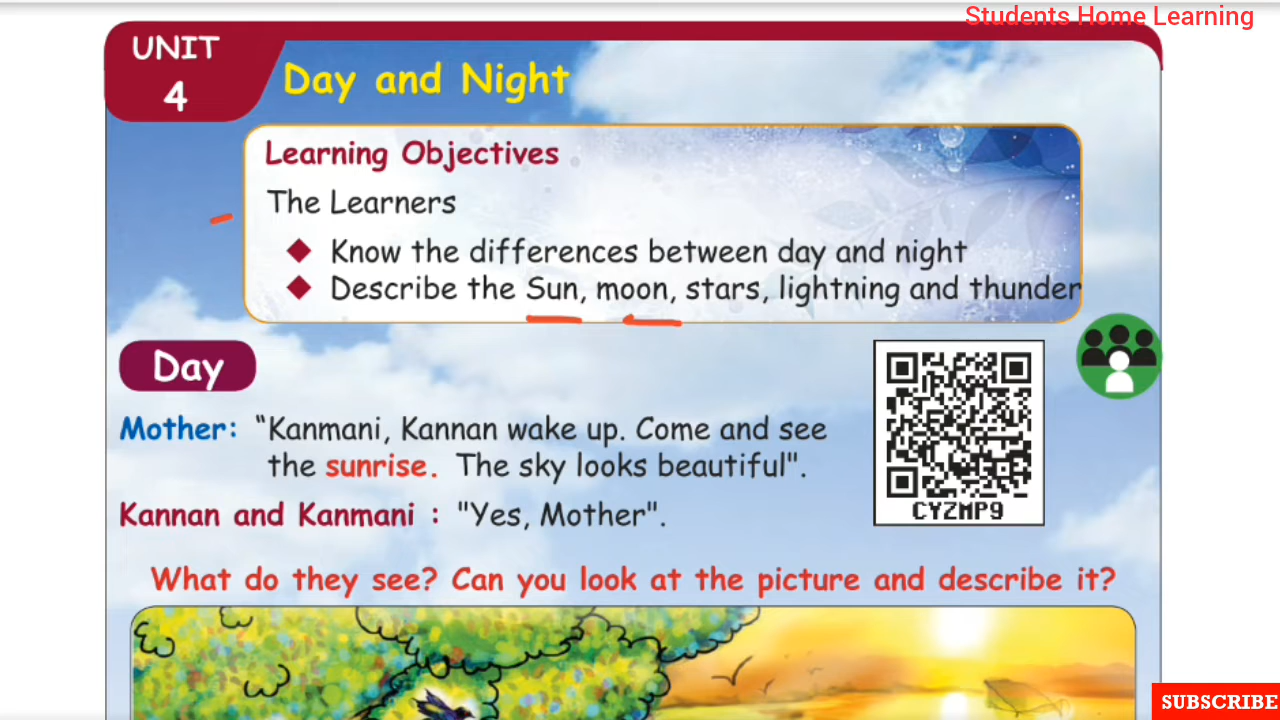 Students Home Learning
UNIT
4
Day and Night
Learning Objectives
The Learners
Know the differences between day and night
Describe the Sun, moon, stars, lightning and thunder
Day
Mother: “Kanmani, Kannan wake up. Come and see
the sunrise. The sky looks beautiful".
Kannan and Kanmani : "Yes, Mother".
CYZMP9
What do they see? Can you look at the picture and describe it?
SUBSCRIBE